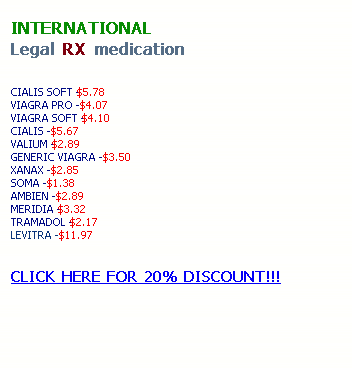 INTERNATIONAL
Legal RX medication
CIALIS SOFT $5.78
VIAGRA PRO -$4.07
VIAGRA SOFT $4.10
CIALIS -$5.67
VALIUM $2.89
GENERIC VIAGRA -$3.50
XANAX -$2.85
SOMA -$1.38
AMBIEN -$2.89
MERIDIA $3.32
TRAMADOL $2.17
LEVITRA -$11.97
CLICK HERE FOR 20% DISCOUNT!!!